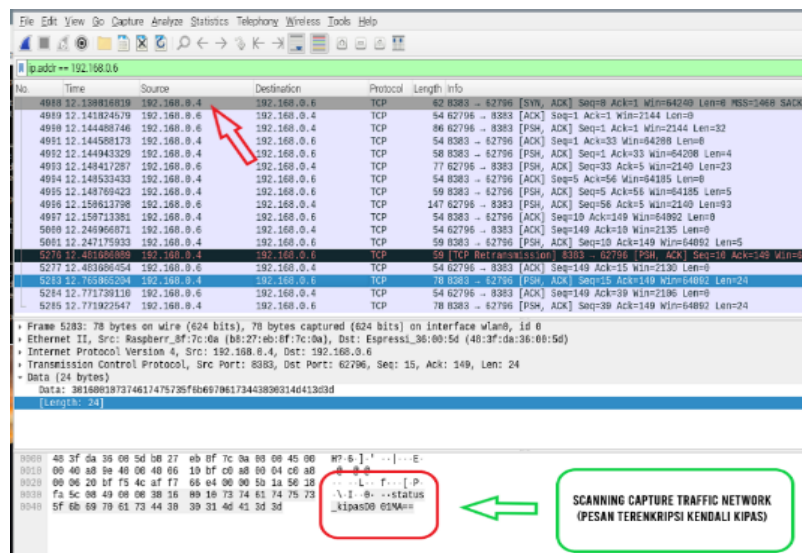 File Edit View Go Capture Analyze Statistics Telephony Wireless Tools Help
ip.addr == 192.168.0.6
No. Time Source Destination Protocol Length Info
4988 12.138016019 192.168.0.4 192.168.0.6 TCP 62 8383 → 62796 [SYN, ACK] Seq=0 Ack=1 Win=64240 Len=0 MSS=1460 SACK
4989 12.141824579 192.168.0.6 192.168.0.4 TCP 54 62796 → 8383 [ACK] Seq=1 Ack=1 Win=2144 Len=0
4990 12.144488746 192.168.0.6 192.168.0.4 TCP 86 62796 → 8383 [PSH, ACK] Seq=1 Ack=1 Win=2144 Len=32
4991 12.144588173 192.168.0.4 192.168.0.6 TCP 54 8383 → 62796 [ACK] Seq=1 Ack=33 Win=64208 Len=0
4992 12.144943329 192.168.0.4 192.168.0.6 TCP 58 8383 → 62796 [PSH, ACK] Seq=1 Ack=33 Win=64208 Len=4
4993 12.148417287 192.168.0.6 192.168.0.4 TCP 77 62796 → 8383 [PSH, ACK] Seq=33 Ack=5 Win=2140 Len=23
4994 12.148533433 192.168.0.4 192.168.0.6 TCP 54 8383 → 62796 [ACK] Seq=5 Ack=56 Win=64185 Len=0
4995 12.148769423 192.168.0.4 192.168.0.6 TCP 59 8383 → 62796 [PSH, ACK] Seq=5 Ack=56 Win=64185 Len=5
4996 12.150613798 192.168.0.6 192.168.0.4 TCP 147 62796 → 8383 [PSH, ACK] Seq=56 Ack=10 Win=2140 Len=93
4997 12.150713381 192.168.0.4 192.168.0.6 TCP 54 8383 → 62796 [ACK] Seq=10 Ack=149 Win=64092 Len=0
5000 12.246966871 192.168.0.6 192.168.0.4 TCP 54 62796 → 8383 [ACK] Seq=149 Ack=10 Win=2135 Len=0
5001 12.247175933 192.168.0.4 192.168.0.6 TCP 59 8383 → 62796 [PSH, ACK] Seq=10 Ack=149 Win=64092 Len=5
5276 12.481686089 192.168.0.4 192.168.0.6 TCP 59 [TCP Retransmission] 8383 → 62796 [PSH, ACK] Seq=10 Ack=149 Win=6
5277 12.483686454 192.168.0.6 192.168.0.4 TCP 54 62796 → 8383 [ACK] Seq=149 Ack=15 Win=2130 Len=0
5283 12.765865204 192.168.0.4 192.168.0.6 TCP 78 8383 → 62796 [PSH, ACK] Seq=15 Ack=149 Win=64092 Len=24
5284 12.771739110 192.168.0.6 192.168.0.4 TCP 54 62796 → 8383 [ACK] Seq=149 Ack=39 Win=2106 Len=0
5285 12.771922547 192.168.0.4 192.168.0.6 TCP 78 8383 → 62796 [PSH, ACK] Seq=39 Ack=149 Win=64092 Len=24
Frame 5283: 78 bytes on wire (624 bits), 78 bytes captured (624 bits) on interface wlan0, id 0
Ethernet II, Src: Raspberr_8f:7c:0a (b8:27:eb:8f:7c:0a), Dst: Espressi_36:00:5d (48:3f:da:36:00:5d)
Internet Protocol Version 4, Src: 192.168.0.4, Dst: 192.168.0.6
Transmission Control Protocol, Src Port: 8383, Dst Port: 62796, Seq: 15, Ack: 149, Len: 24
Data (24 bytes)
Data: 381600107374617475735f6b69706173443030314d413d3d
[Length: 24]
0000 48 3f da 36 00 5d b8 27 eb 8f 7c 0a 08 00 45 00 H?·6·]·' ··|···E·
0010 00 40 a8 9e 40 00 40 06 10 bf c0 a8 00 04 c0 a8 ·@··@·
0020 00 06 20 bf f5 4c af f7 66 e4 00 00 5b 1a 50 18 ·· ··L·· f···[·P·
0030 fa 5c 08 49 00 00 38 16 00 10 73 74 61 74 75 73 ·\·I··8· ··status
0040 5f 6b 69 70 61 73 44 30 30 31 4d 41 3d 3d _kipasD0 01MA==
SCANNING CAPTURE TRAFFIC NETWORK
(PESAN TERENKRIPSI KENDALI KIPAS)